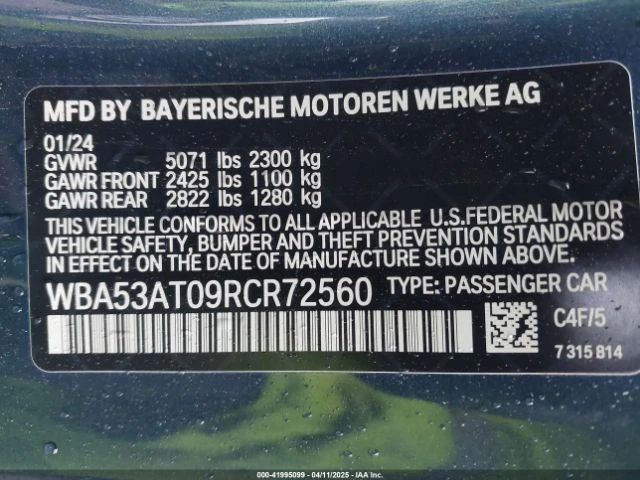 MFD BY BAYERISCHE MOTOREN WERKE AG
01/24
GVWR 5071 lbs 2300 kg
GAWR FRONT 2425 lbs 1100 kg
GAWR REAR 2822 lbs 1280 kg
THIS VEHICLE CONFORMS TO ALL APPLICABLE U.S.FEDERAL MOTOR
VEHICLE SAFETY, BUMPER AND THEFT PREVENTION STANDARDS
IN EFFECT ON THE DATE OF MANUFACTURE SHOWN ABOVE.
WBA53AT09RCR72560 TYPE: PASSENGER CAR
C4F/5
7 315 814
000-41995099 - 04/11/2025 - IAAI, Inc.